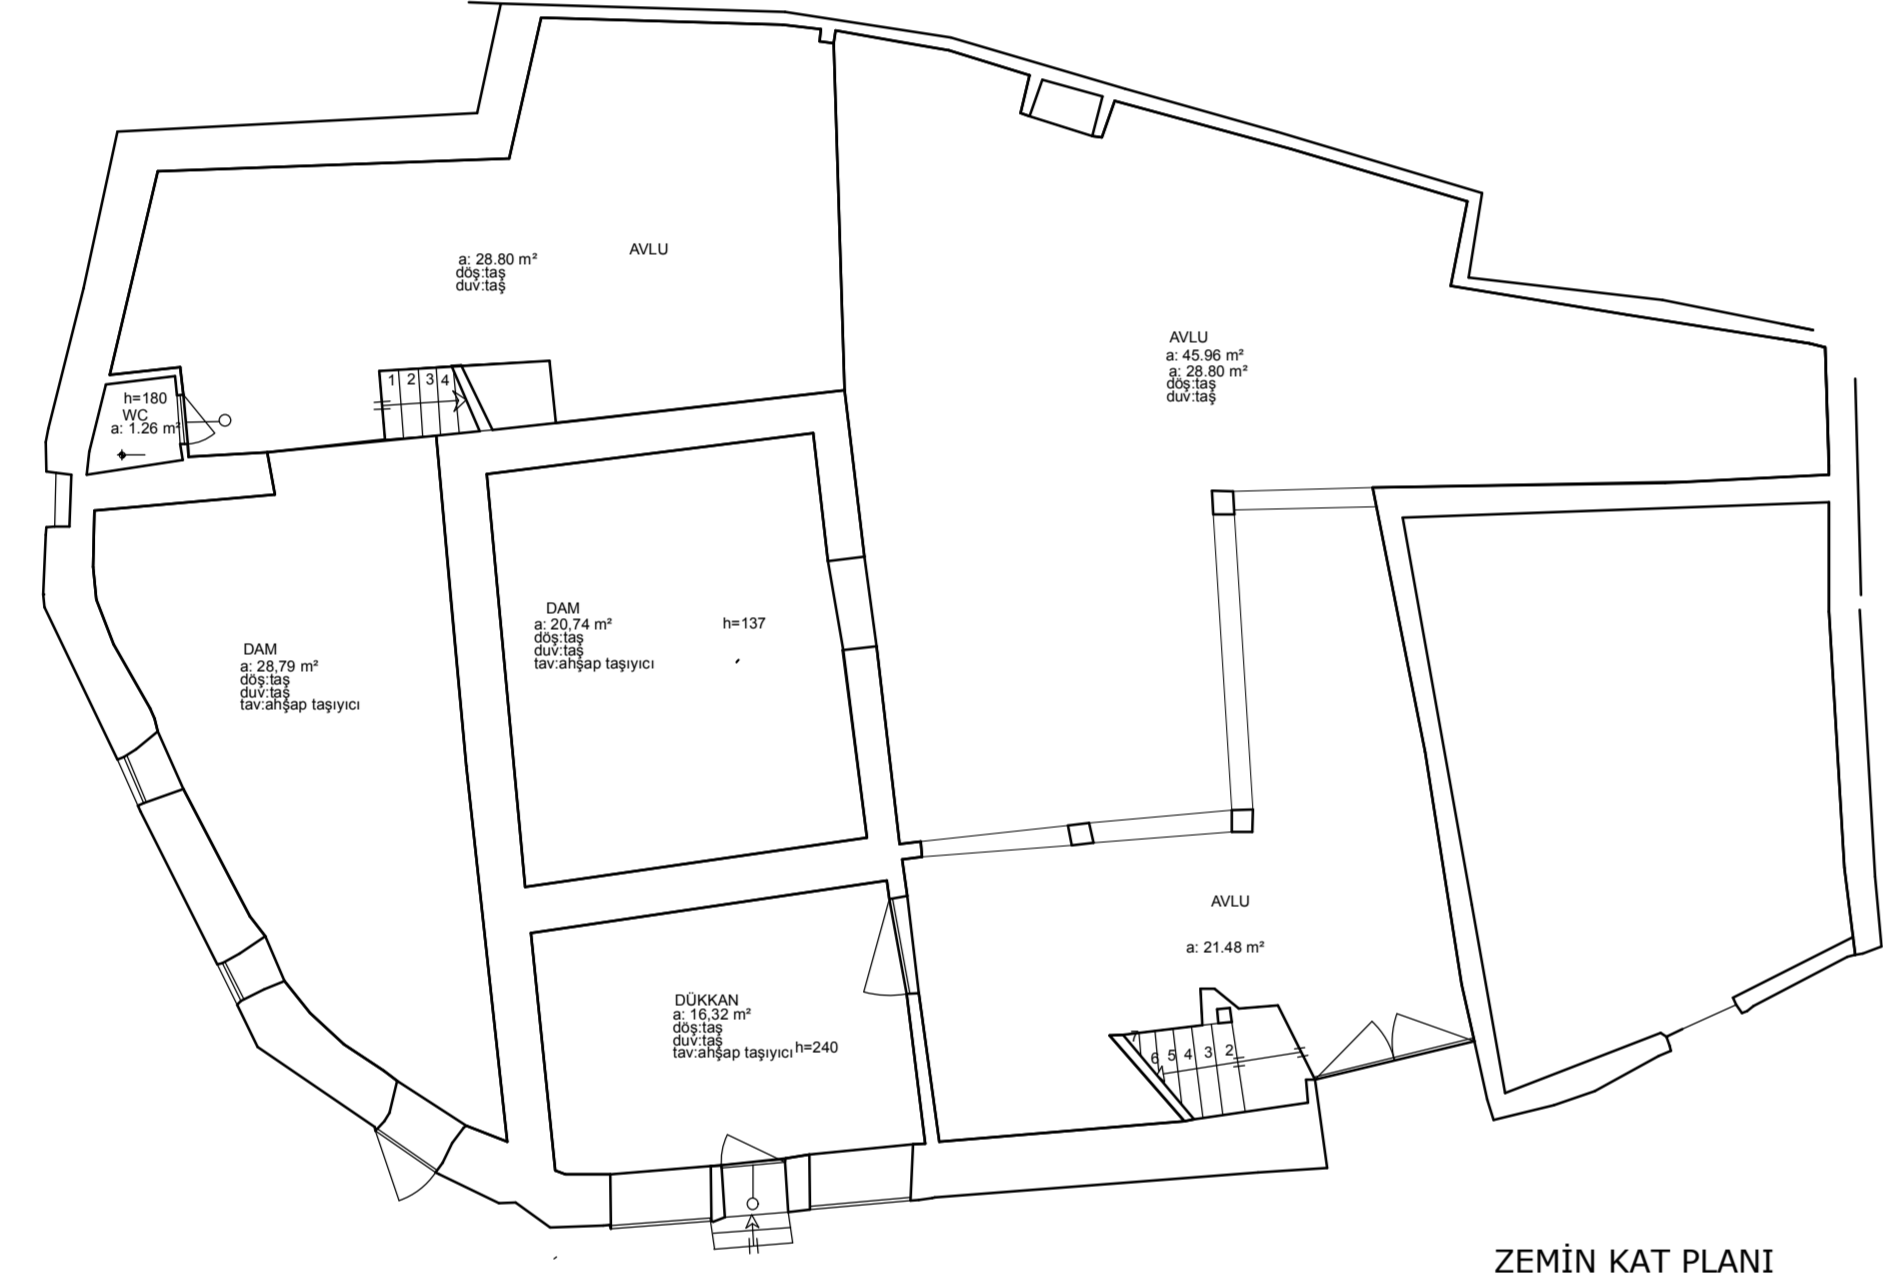 AVLU
a: 28.80 m²
döş:taş
duv:taş
AVLU
a: 45.96 m²
a: 28.80 m²
döş:taş
duv:taş
1 2 3 4
h=180
WC
a: 1.26 m²
DAM
a: 20,74 m²
döş:taş
duv:taş
tav:ahşap taşıyıcı
h=137
DAM
a: 28,79 m²
döş:taş
duv:taş
tav:ahşap taşıyıcı
AVLU
a: 21.48 m²
DÜKKAN
a: 16,32 m²
döş:taş
duv:taş
tav:ahşap taşıyıcı
h=240
7 6 5 4 3 2
ZEMİN KAT PLANI